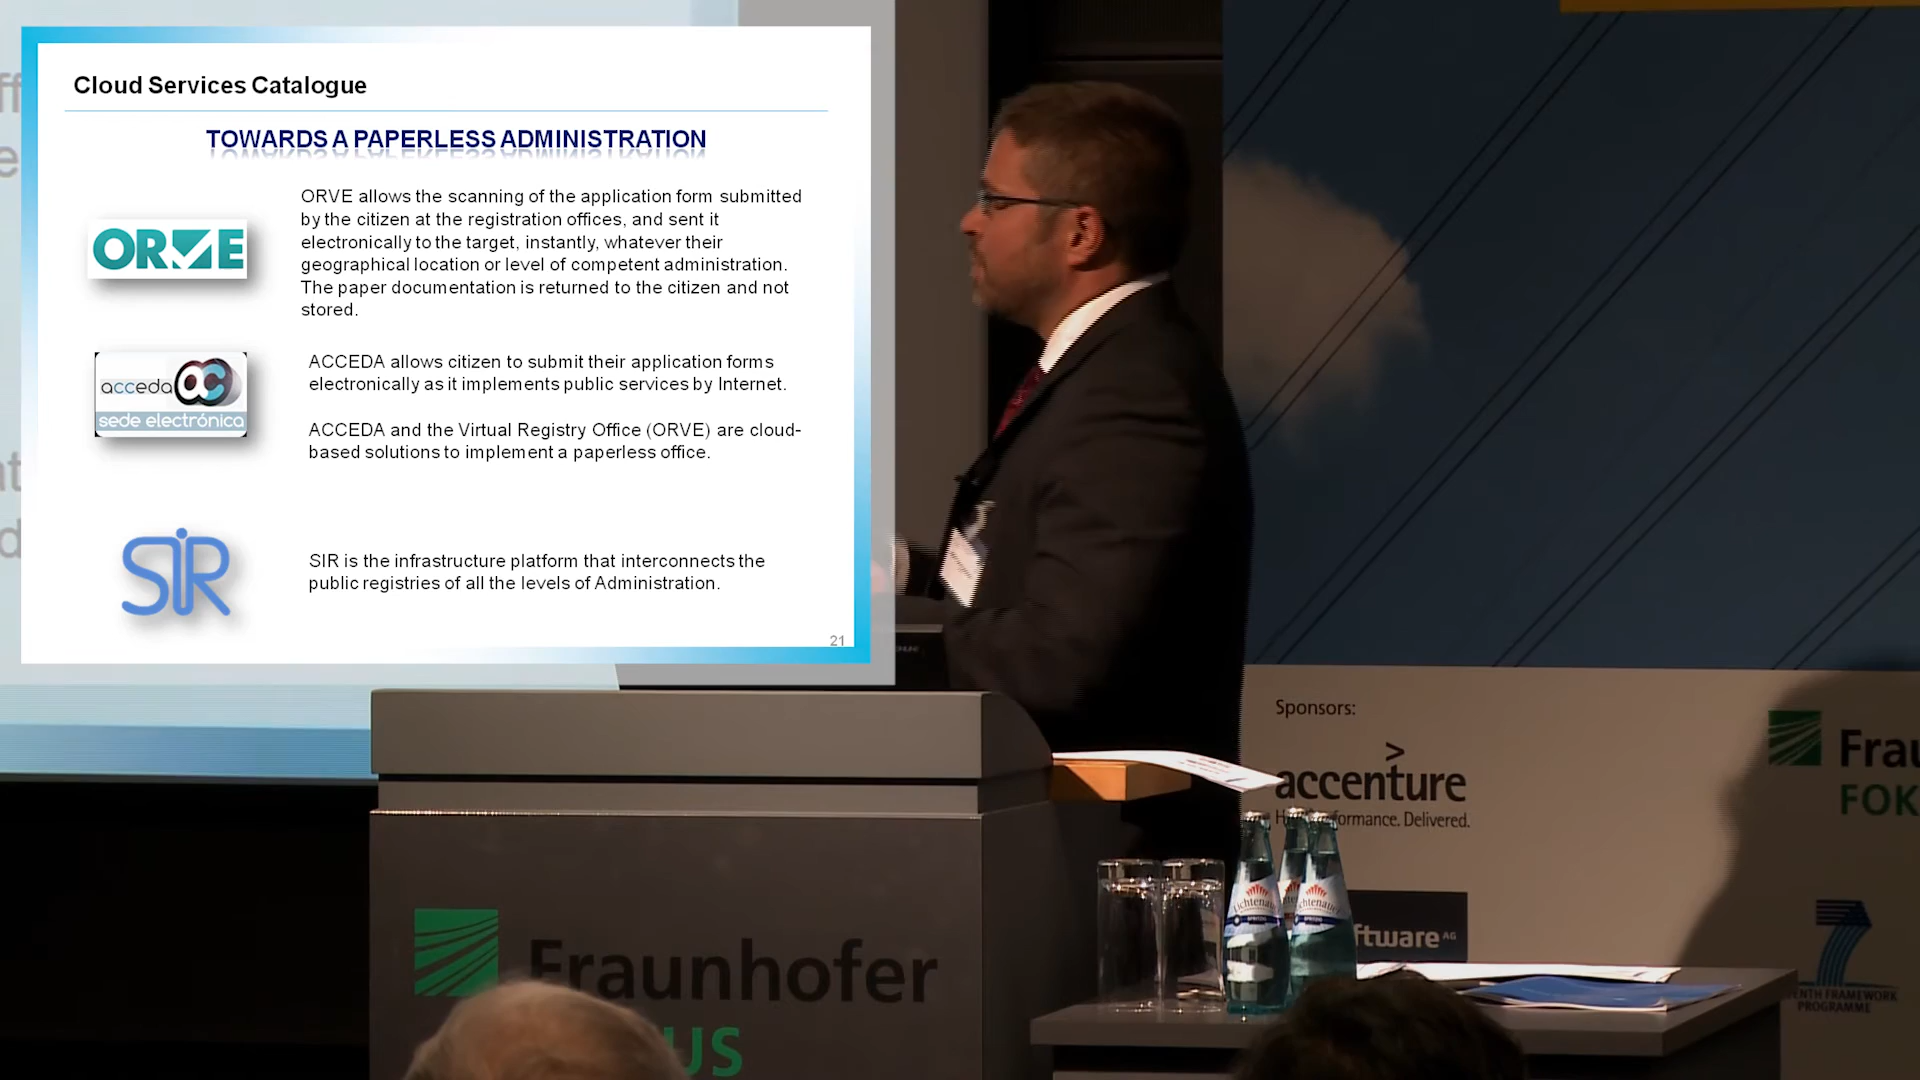 Cloud Services Catalogue
TOWARDS A PAPERLESS ADMINISTRATION
ORVE
ORVE allows the scanning of the application form submitted
by the citizen at the registration offices, and sent it
electronically to the target, instantly, whatever their
geographical location or level of competent administration.
The paper documentation is returned to the citizen and not
stored.
acceda ac
sede electrónica
ACCEDA allows citizen to submit their application forms
electronically as it implements public services by Internet.
ACCEDA and the Virtual Registry Office (ORVE) are cloud-
based solutions to implement a paperless office.
SIR
SIR is the infrastructure platform that interconnects the
public registries of all the levels of Administration.
21
Sponsors:
accenture
Delivered.
FOK
ftware AG
Lichtenauer
Fraunhofer
US
FRAMEWORK
PROGRAMME